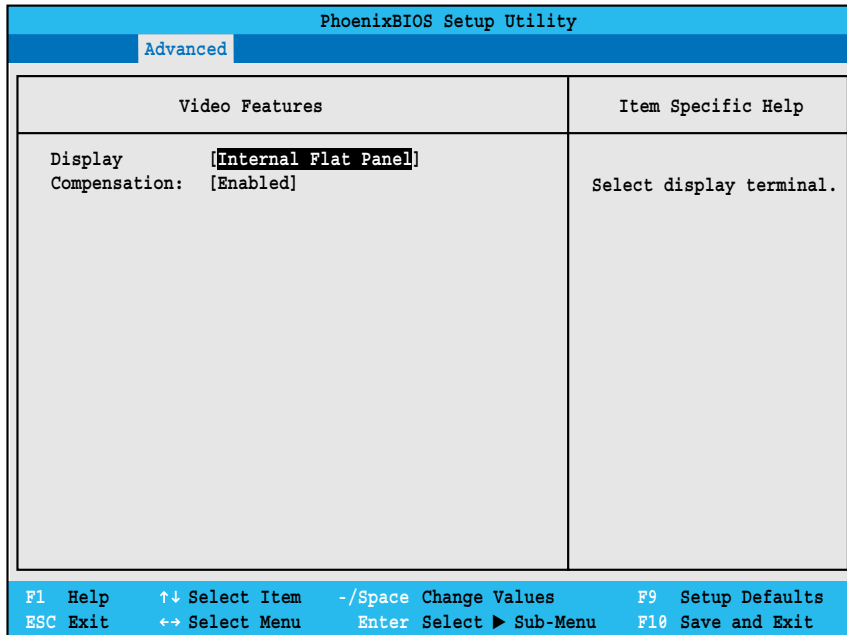 PhoenixBIOS Setup Utility
Advanced
Video Features
Item Specific Help
Display [Internal Flat Panel]
Compensation: [Enabled]
Select display terminal.
F1 Help ↑↓ Select Item -/Space Change Values F9 Setup Defaults
ESC Exit ←→ Select Menu Enter Select ▶ Sub-Menu F10 Save and Exit